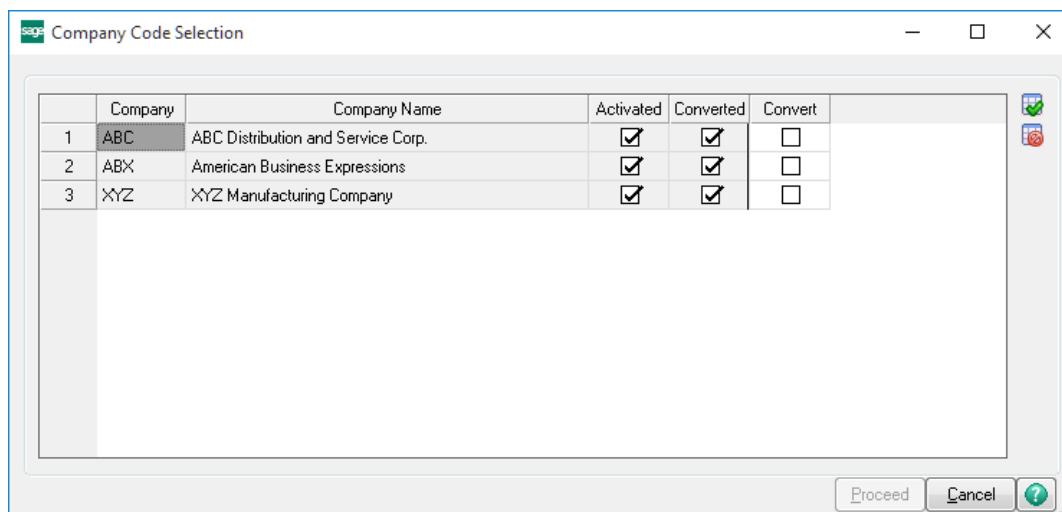 sage Company Code Selection
Company Company Name Activated Converted Convert
1 ABC ABC Distribution and Service Corp.
2 ABX American Business Expressions
3 XYZ XYZ Manufacturing Company
Proceed Cancel ?